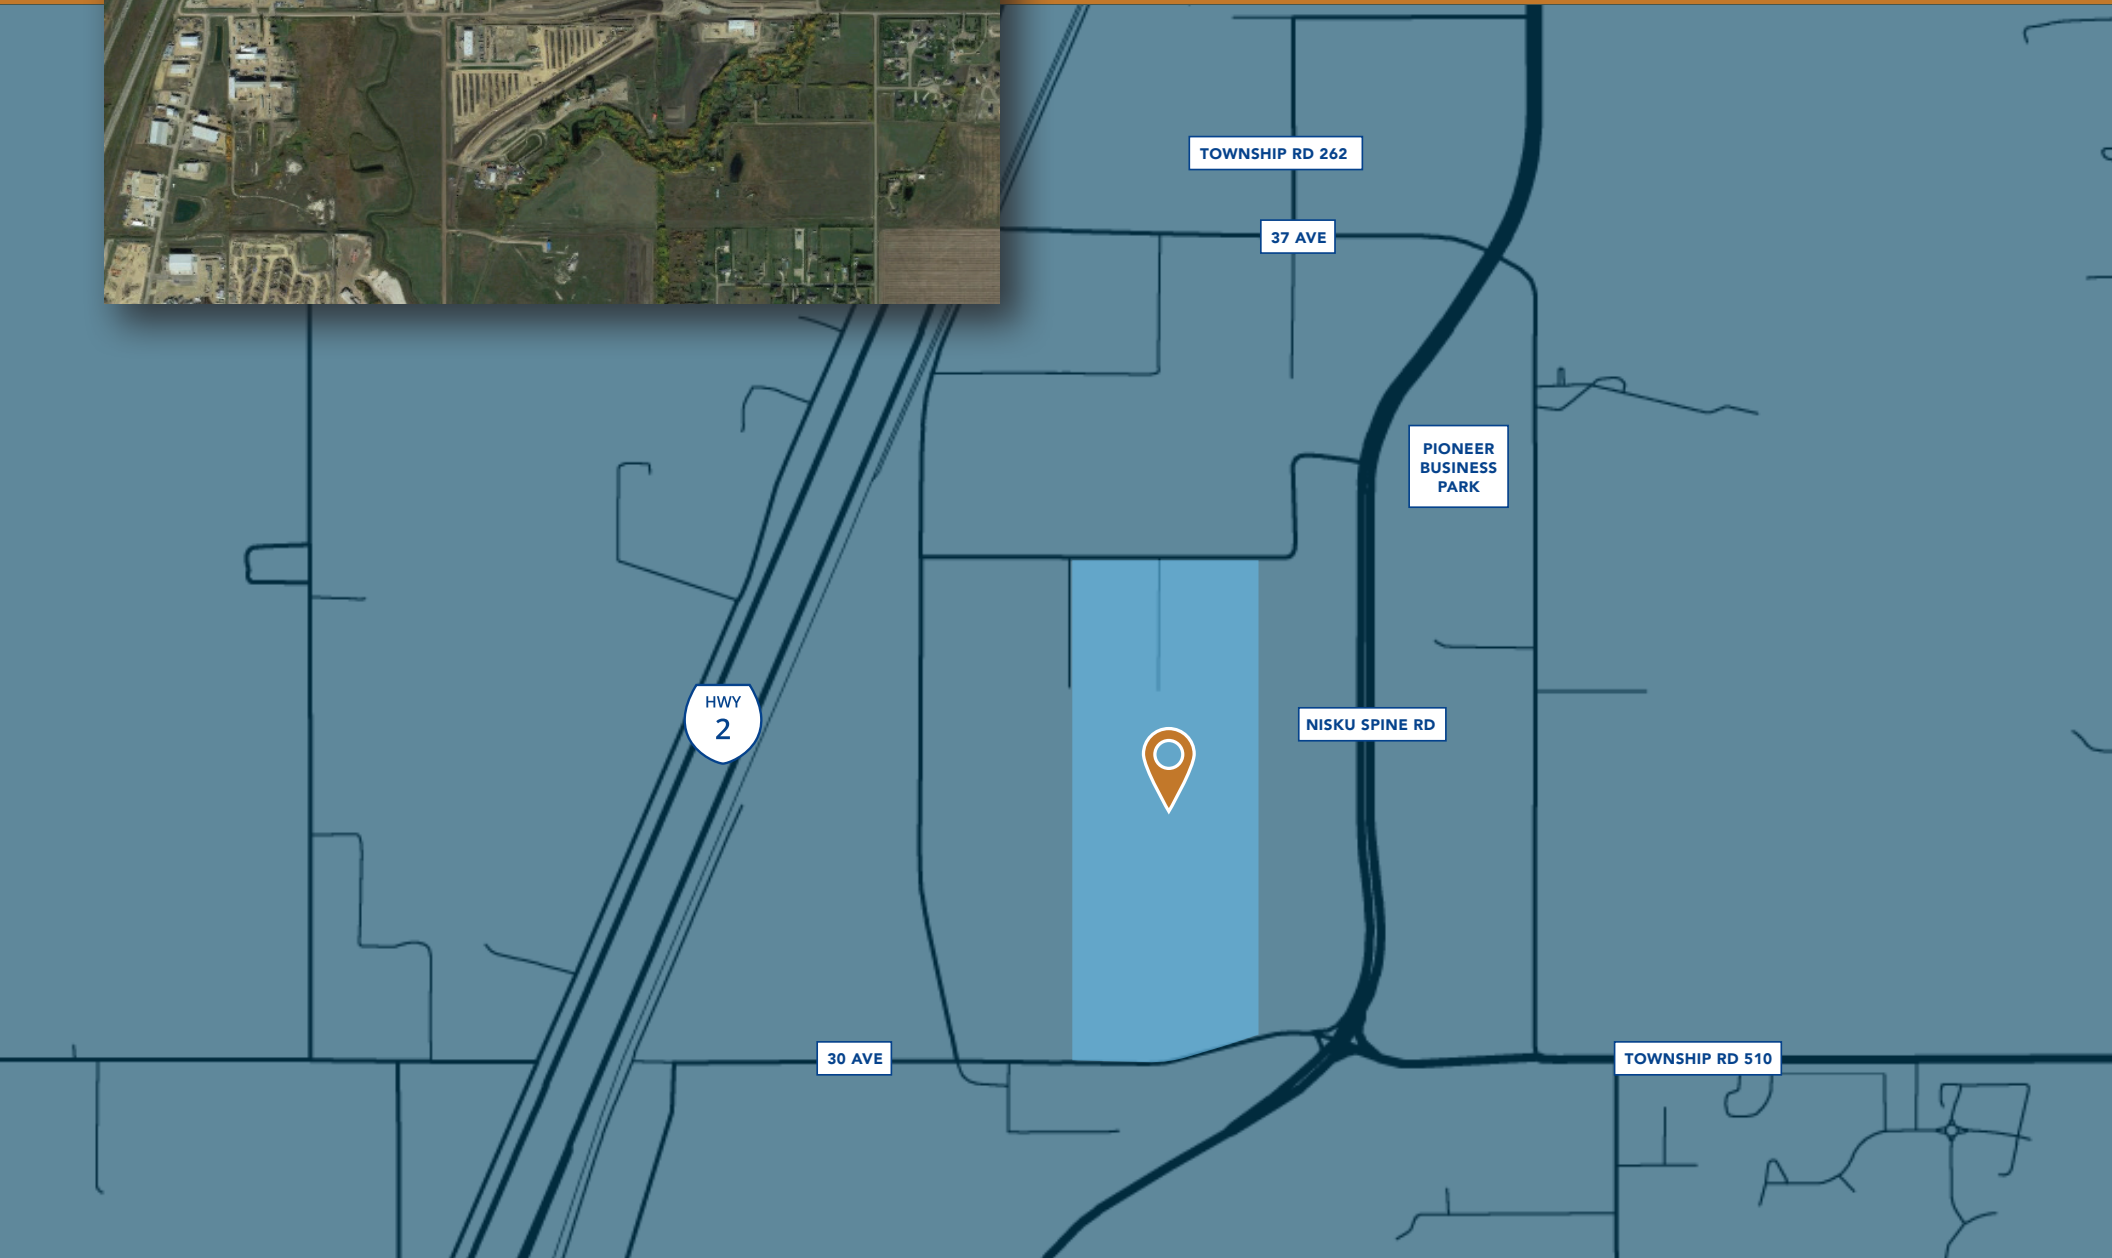 TOWNSHIP RD 262
37 AVE
PIONEER
BUSINESS
PARK
HWY
2
NISKU SPINE RD
30 AVE
TOWNSHIP RD 510